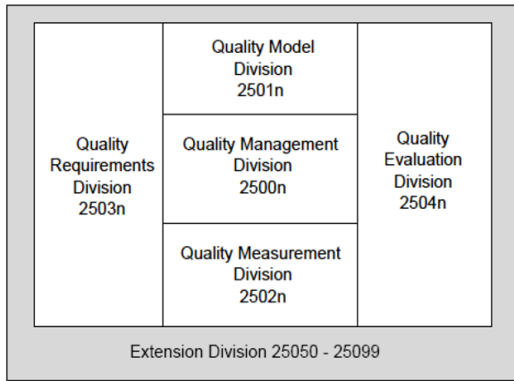 Quality
Requirements
Division
2503n
Quality Model
Division
2501n
Quality Management
Division
2500n
Quality Measurement
Division
2502n
Quality
Evaluation
Division
2504n
Extension Division 25050 - 25099